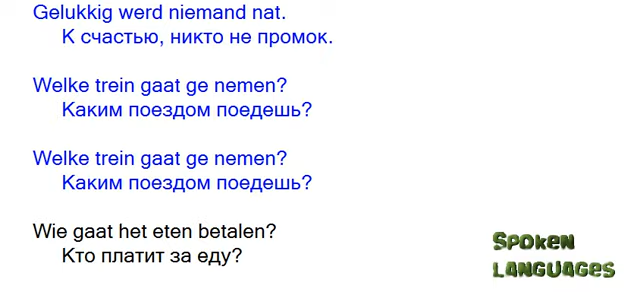 Gelukkig werd niemand nat.
К счастью, никто не промок.
Welke trein gaat ge nemen?
Каким поездом поедешь?
Welke trein gaat ge nemen?
Каким поездом поедешь?
Wie gaat het eten betalen?
Кто платит за еду?
SPOKEN
LANGUAGES